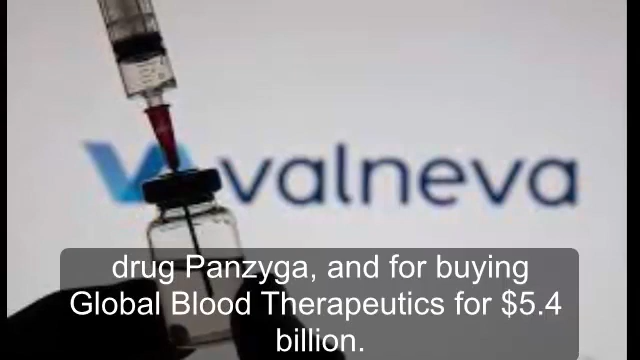 valneva
drug Panzyga, and for buying
Global Blood Therapeutics for $5.4
billion.